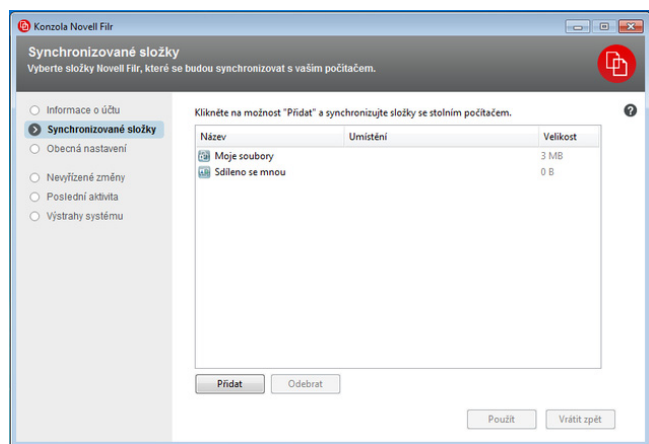 Konzola Novell Filr
Synchronizované složky
Vyberte složky Novell Filr, které se budou synchronizovat s vaším počítačem.
Informace o účtu
Synchronizované složky
Obecná nastavení
Nevyřízené změny
Poslední aktivita
Výstrahy systému
Klikněte na možnost "Přidat" a synchronizujte složky se stolním počítačem.
Název Umístění Velikost
Moje soubory 3 MB
Sdíleno se mnou 0 B
Přidat Odebrat
Použít Vrátit zpět